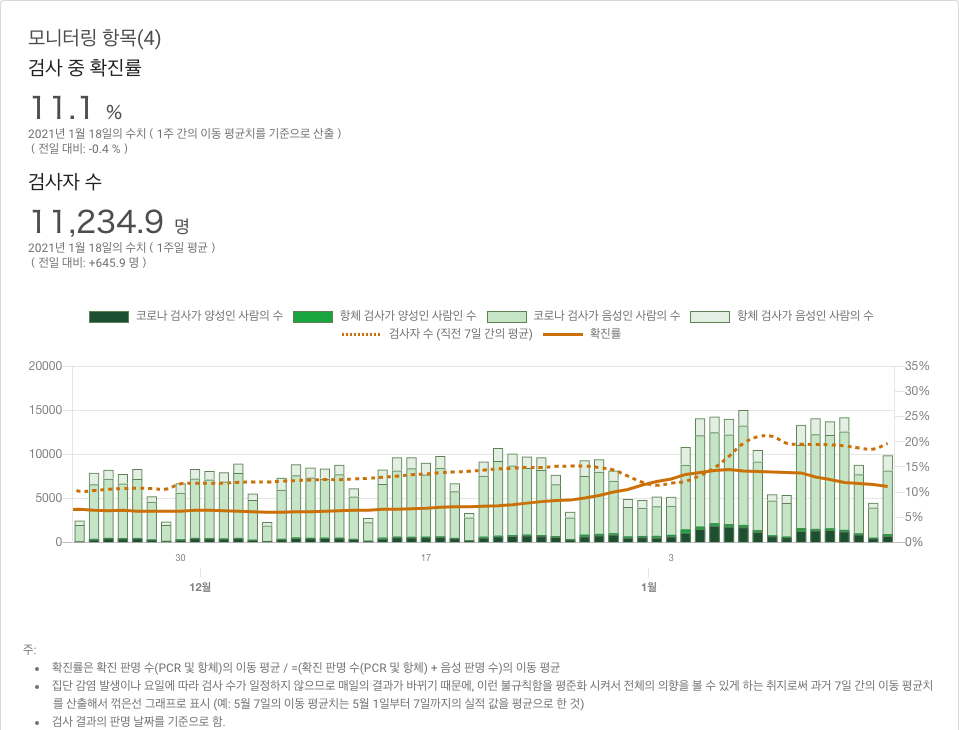 모니터링 항목(4)
검사 중 확진률
11.1 %
2021년 1월 18일의 수치 ( 1주 간의 이동 평균치를 기준으로 산출 )
( 전일 대비: -0.4 % )
검사자 수
11,234.9 명
2021년 1월 18일의 수치 ( 1주일 평균 )
( 전일 대비: +645.9 명 )
코로나 검사가 양성인 사람의 수 항체 검사가 양성인 사람인 수 코로나 검사가 음성인 사람의 수 항체 검사가 음성인 사람의 수
검사자 수 (직전 7일 간의 평균) 확진률
20000 35%
30%
15000 25%
20%
10000 15%
5000 10%
5%
0 0%
30 17 3
12월 1월
주:
• 확진률은 확진 판명 수(PCR 및 항체)의 이동 평균 / =(확진 판명 수(PCR 및 항체) + 음성 판명 수)의 이동 평균
• 집단 감염 발생이나 요일에 따라 검사 수가 일정하지 않으므로 매일의 결과가 바뀌기 때문에, 이런 불규칙함을 평준화 시켜서 전체의 의향을 볼 수 있게 하는 취지로써 과거 7일 간의 이동 평균치
를 산출해서 꺾은선 그래프로 표시 (예: 5월 7일의 이동 평균치는 5월 1일부터 7일까지의 실적 값을 평균으로 한 것)
• 검사 결과의 판명 날짜를 기준으로 함.